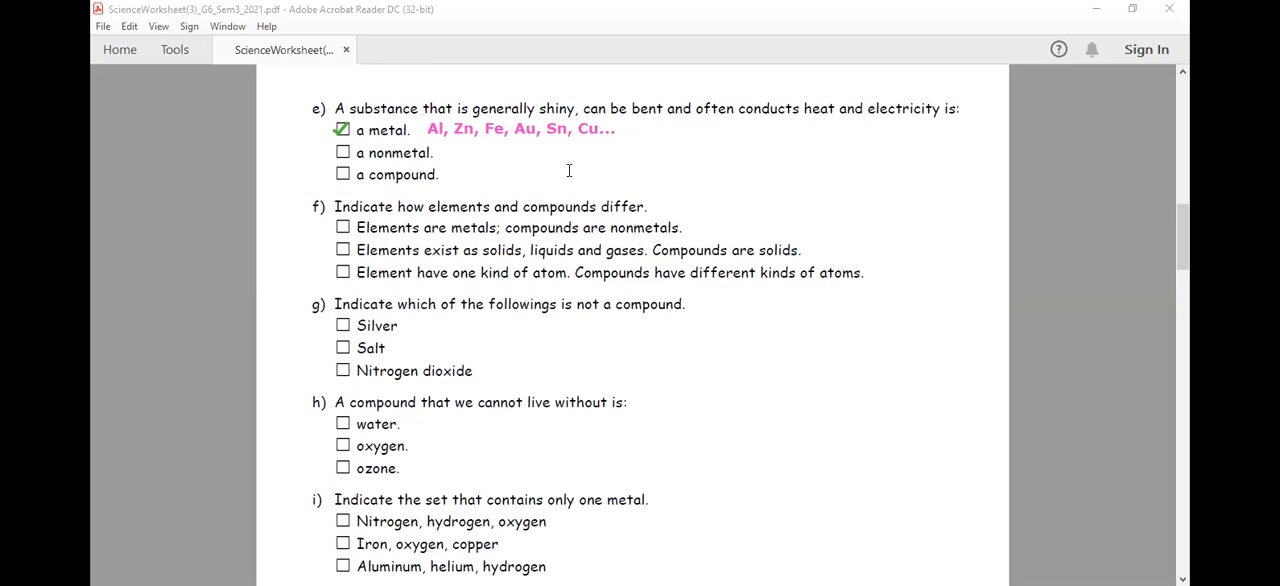 ScienceWorksheet(3)_G6_Sem3_2021.pdf - Adobe Acrobat Reader DC (32-bit)
File Edit View Sign Window Help
Home Tools ScienceWorksheet(... × Sign In
e) A substance that is generally shiny, can be bent and often conducts heat and electricity is:
a metal. Al, Zn, Fe, Au, Sn, Cu...
a nonmetal.
a compound.
f) Indicate how elements and compounds differ.
Elements are metals; compounds are nonmetals.
Elements exist as solids, liquids and gases. Compounds are solids.
Element have one kind of atom. Compounds have different kinds of atoms.
g) Indicate which of the followings is not a compound.
Silver
Salt
Nitrogen dioxide
h) A compound that we cannot live without is:
water.
oxygen.
ozone.
i) Indicate the set that contains only one metal.
Nitrogen, hydrogen, oxygen
Iron, oxygen, copper
Aluminum, helium, hydrogen